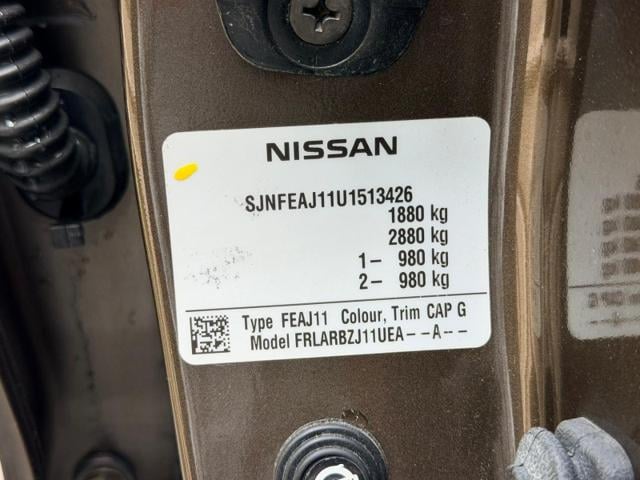 NISSAN
SJNFEAJ11U1513426
1880 kg
2880 kg
1– 980 kg
2– 980 kg
Type FEAJ11 Colour, Trim CAP G
Model FRLARBZJ11UEA– –A– –